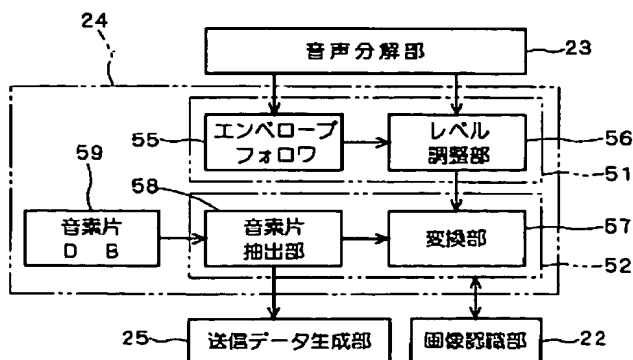 24
音声分解部
23
55
エンベロープ
フォロワ
レベル
調整部
56
51
59
58
音素片
D B
音素片
抽出部
変換部
57
52
25
送信データ生成部
画像認識部
22